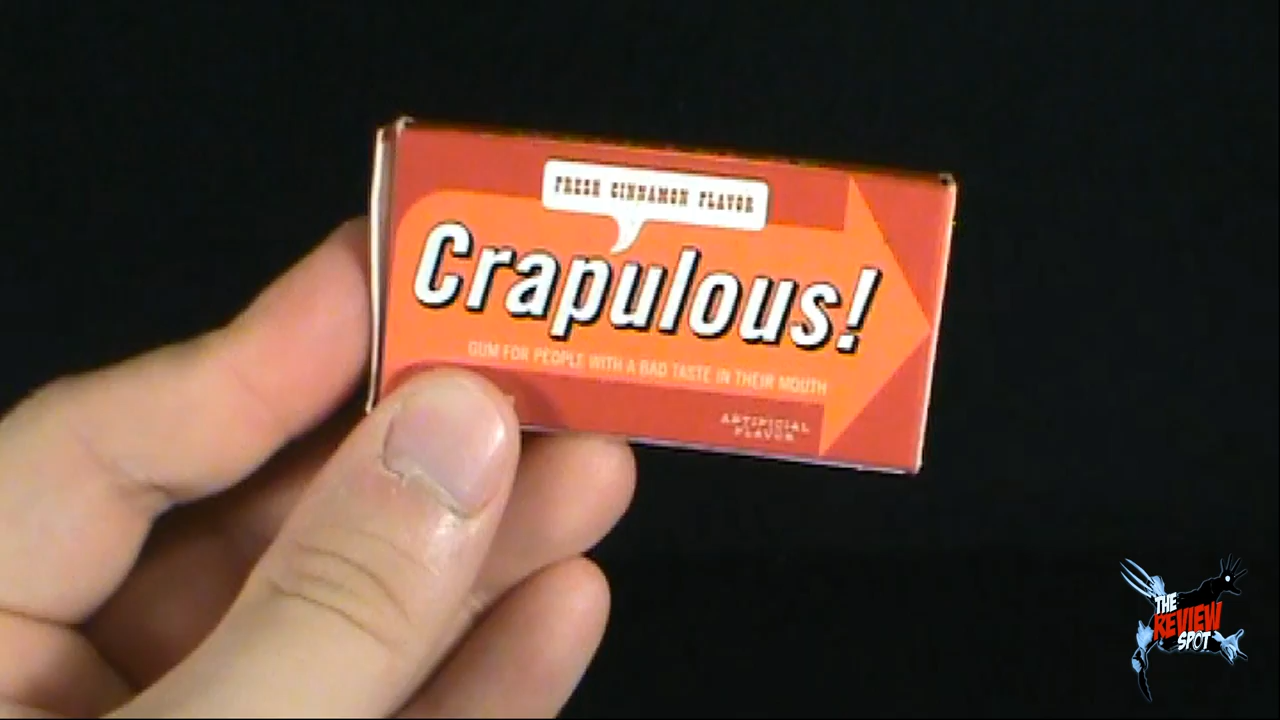 FRESH CINNAMON FLAVOR
Crapulous!
GUM FOR PEOPLE WITH A BAD TASTE IN THEIR MOUTH
ARTIFICIAL
FLAVOR
THE
REVIEW
SPOT